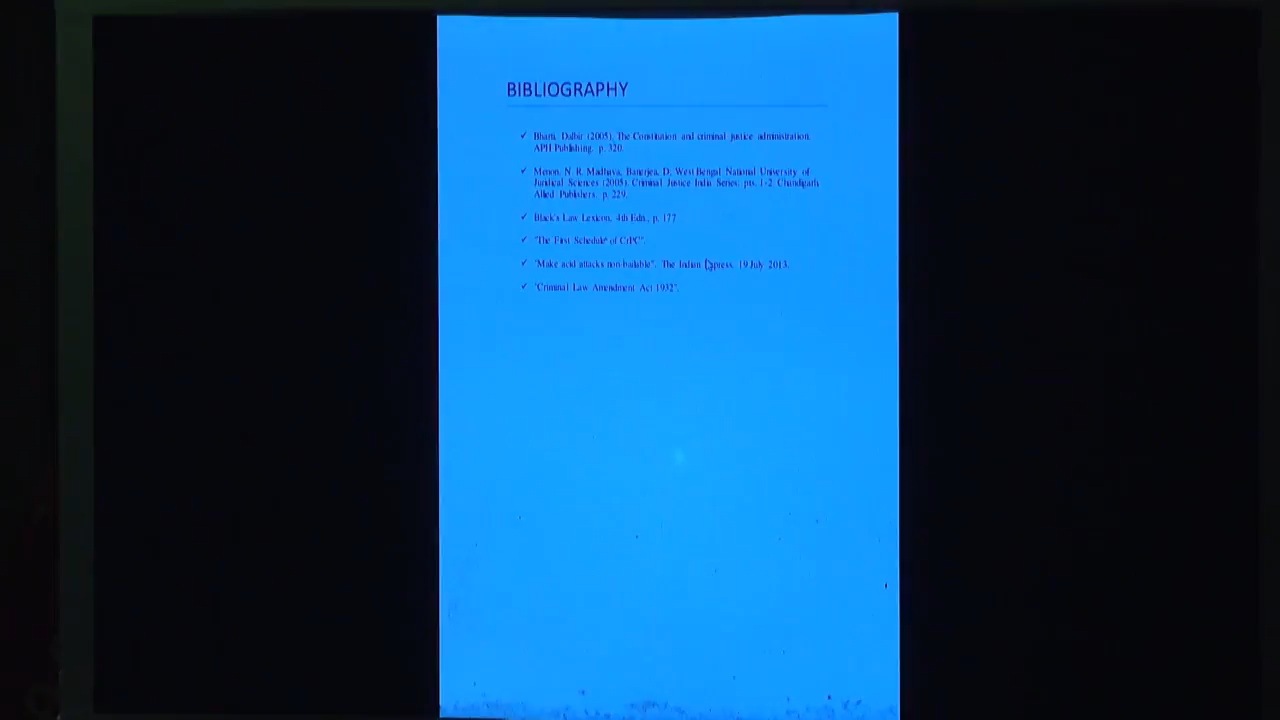 BIBLIOGRAPHY
✓ Bharti, Dalbir (2005). The Constitution and criminal justice administration.
APH Publishing. p. 320.
✓ Menon, N. R. Madhava, Banerjea, D, West Bengal National University of
Juridical Sciences (2005). Criminal Justice India Series: pts. 1-2. Chandigarh
Allied Publishers. p. 229.
✓ Black's Law Lexicon, 4th Edn., p. 177
✓ "The First Schedule of CrPC".
✓ "Make acid attacks non-bailable". The Indian 19 July 2013.
✓ "Criminal Law Amendment Act 1932".